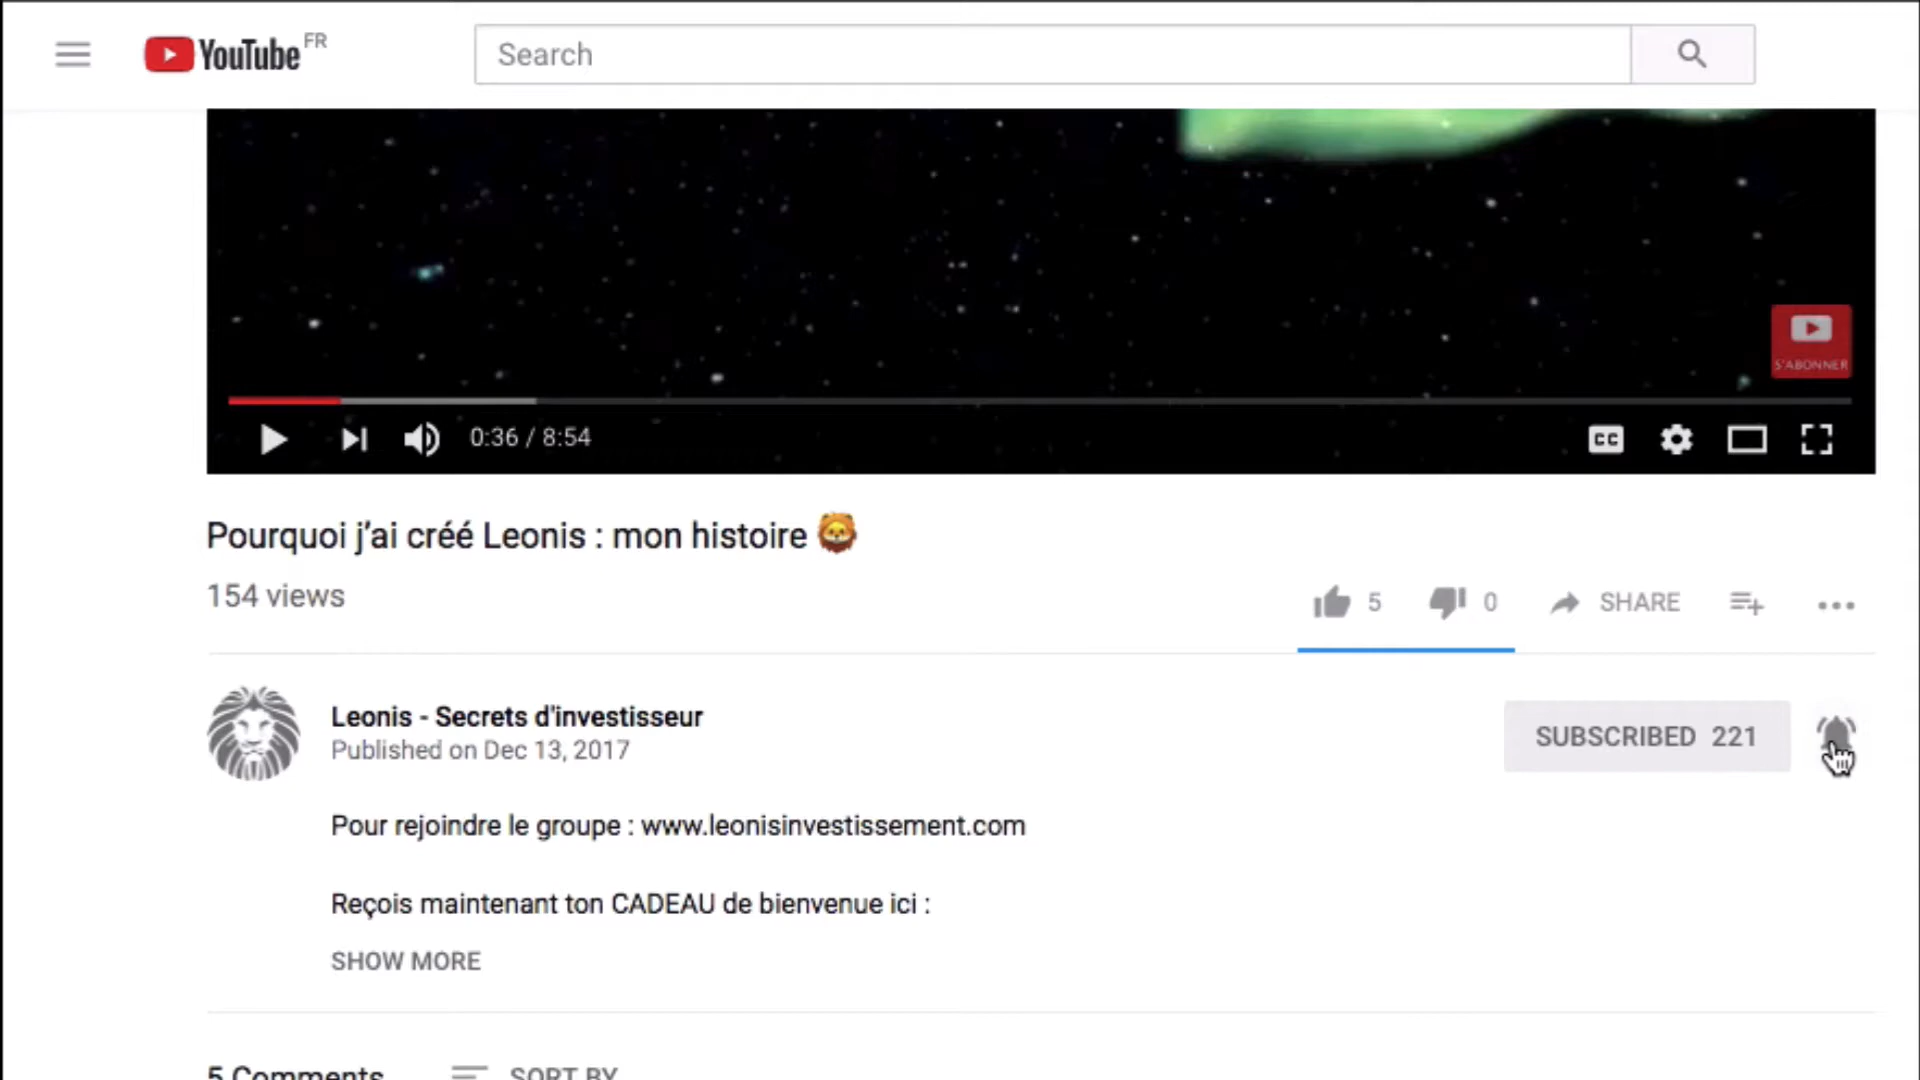 YouTube FR
Search
S'ABONNER
0:36 / 8:54
CC
Pourquoi j'ai créé Leonis : mon histoire
154 views
5
0
SHARE
Leonis - Secrets d'investisseur
Published on Dec 13, 2017
SUBSCRIBED 221
Pour rejoindre le groupe : www.leonisinvestissement.com
Reçois maintenant ton CADEAU de bienvenue ici :
SHOW MORE
5 Comments
SORT BY